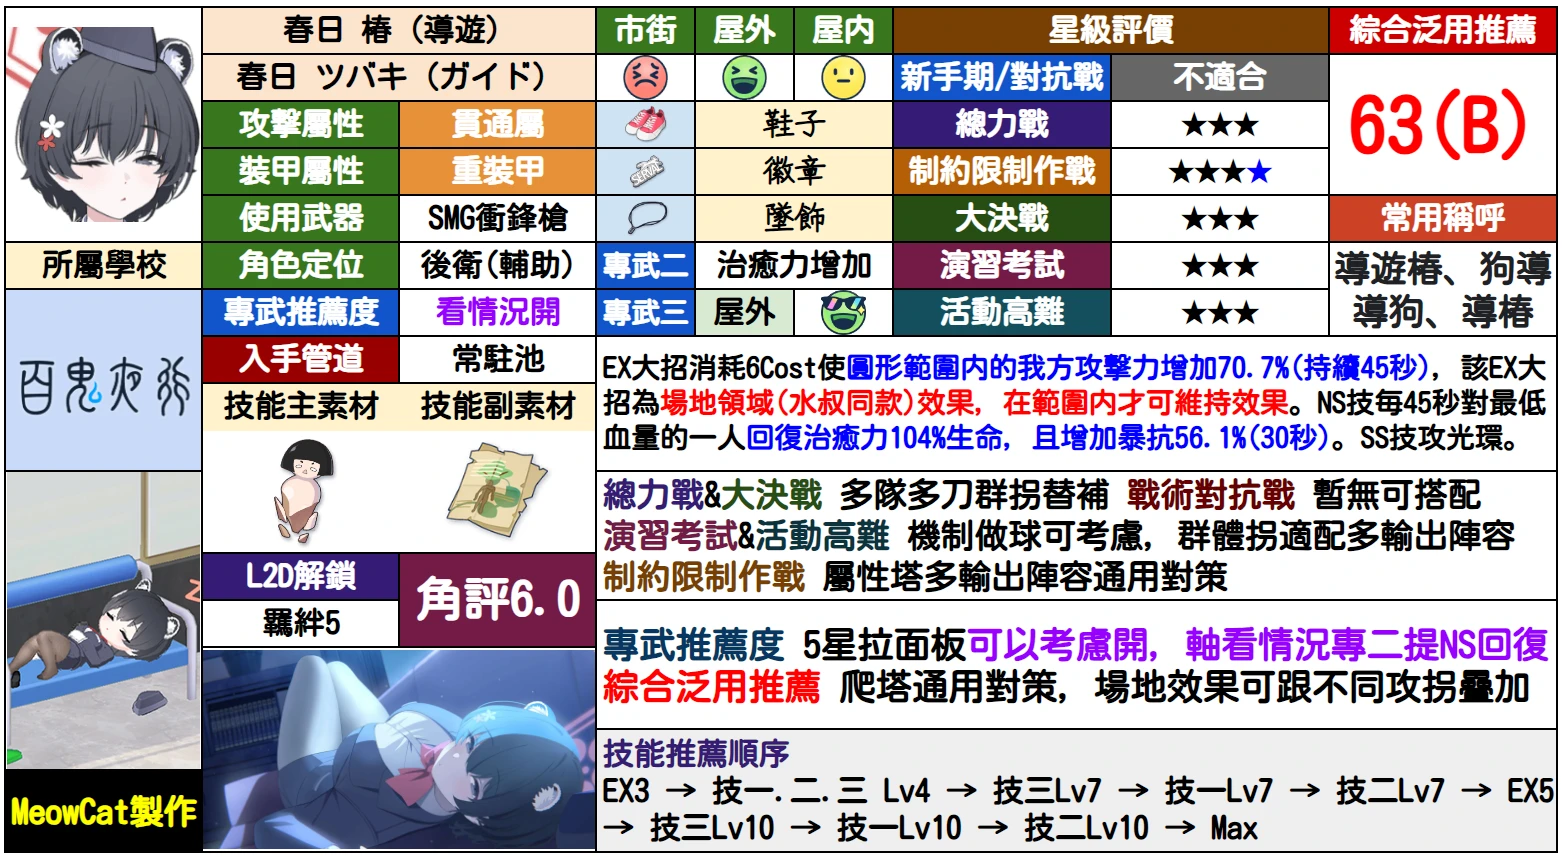 春日 椿 (導遊)
市街
屋外
屋内
星級評價
綜合泛用推薦
春日 ツバキ (ガイド)
新手期/對抗戰
不適合
63(B)
攻擊屬性
貫通屬
鞋子
總力戰
★★★
裝甲屬性
重裝甲
SERVAL
徽章
制約限制作戰
★★★★
使用武器
SMG衝鋒槍
墜飾
大決戰
★★★
常用稱呼
所屬學校
角色定位
後衛(輔助)
專武二
治癒力增加
演習考試
★★★
導遊椿、狗導
導狗、導椿
百鬼夜行
專武推薦度
看情況開
專武三
屋外
活動高難
★★★
入手管道
常駐池
技能主素材
技能副素材
EX大招消耗6Cost使圓形範圍内的我方攻擊力增加70.7%(持續45秒)，該EX大
招為場地領域(水叔同款)效果，在範圍内才可維持效果。NS技每45秒對最低
血量的一人回復治癒力104%生命，且增加暴抗56.1%(30秒)。SS技攻光環。
總力戰&大決戰 多隊多刀群拐替補 戰術對抗戰 暫無可搭配
演習考試&活動高難 機制做球可考慮，群體拐適配多輸出陣容
制約限制作戰 屬性塔多輸出陣容通用對策
L2D解鎖
羈絆5
角評6.0
專武推薦度 5星拉面板可以考慮開，軸看情況專二提NS回復
綜合泛用推薦 爬塔通用對策，場地效果可跟不同攻拐疊加
技能推薦順序
EX3 → 技一.二.三 Lv4 → 技三Lv7 → 技一Lv7 → 技二Lv7 → EX5
→ 技三Lv10 → 技一Lv10 → 技二Lv10 → Max
MeowCat製作